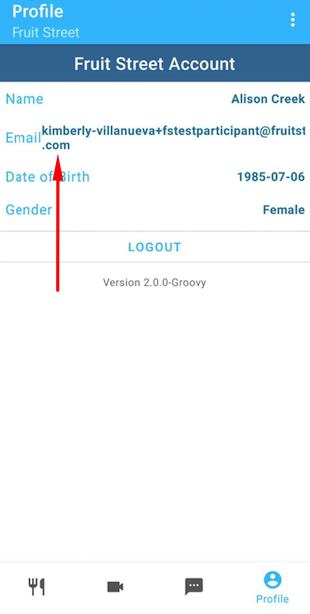 Profile
Fruit Street
Fruit Street Account
Name Alison Creek
Email kimberly-villanueva+fstestparticipant@fruitst
.com
Date of Birth 1985-07-06
Gender Female
LOGOUT
Version 2.0.0-Groovy
Profile